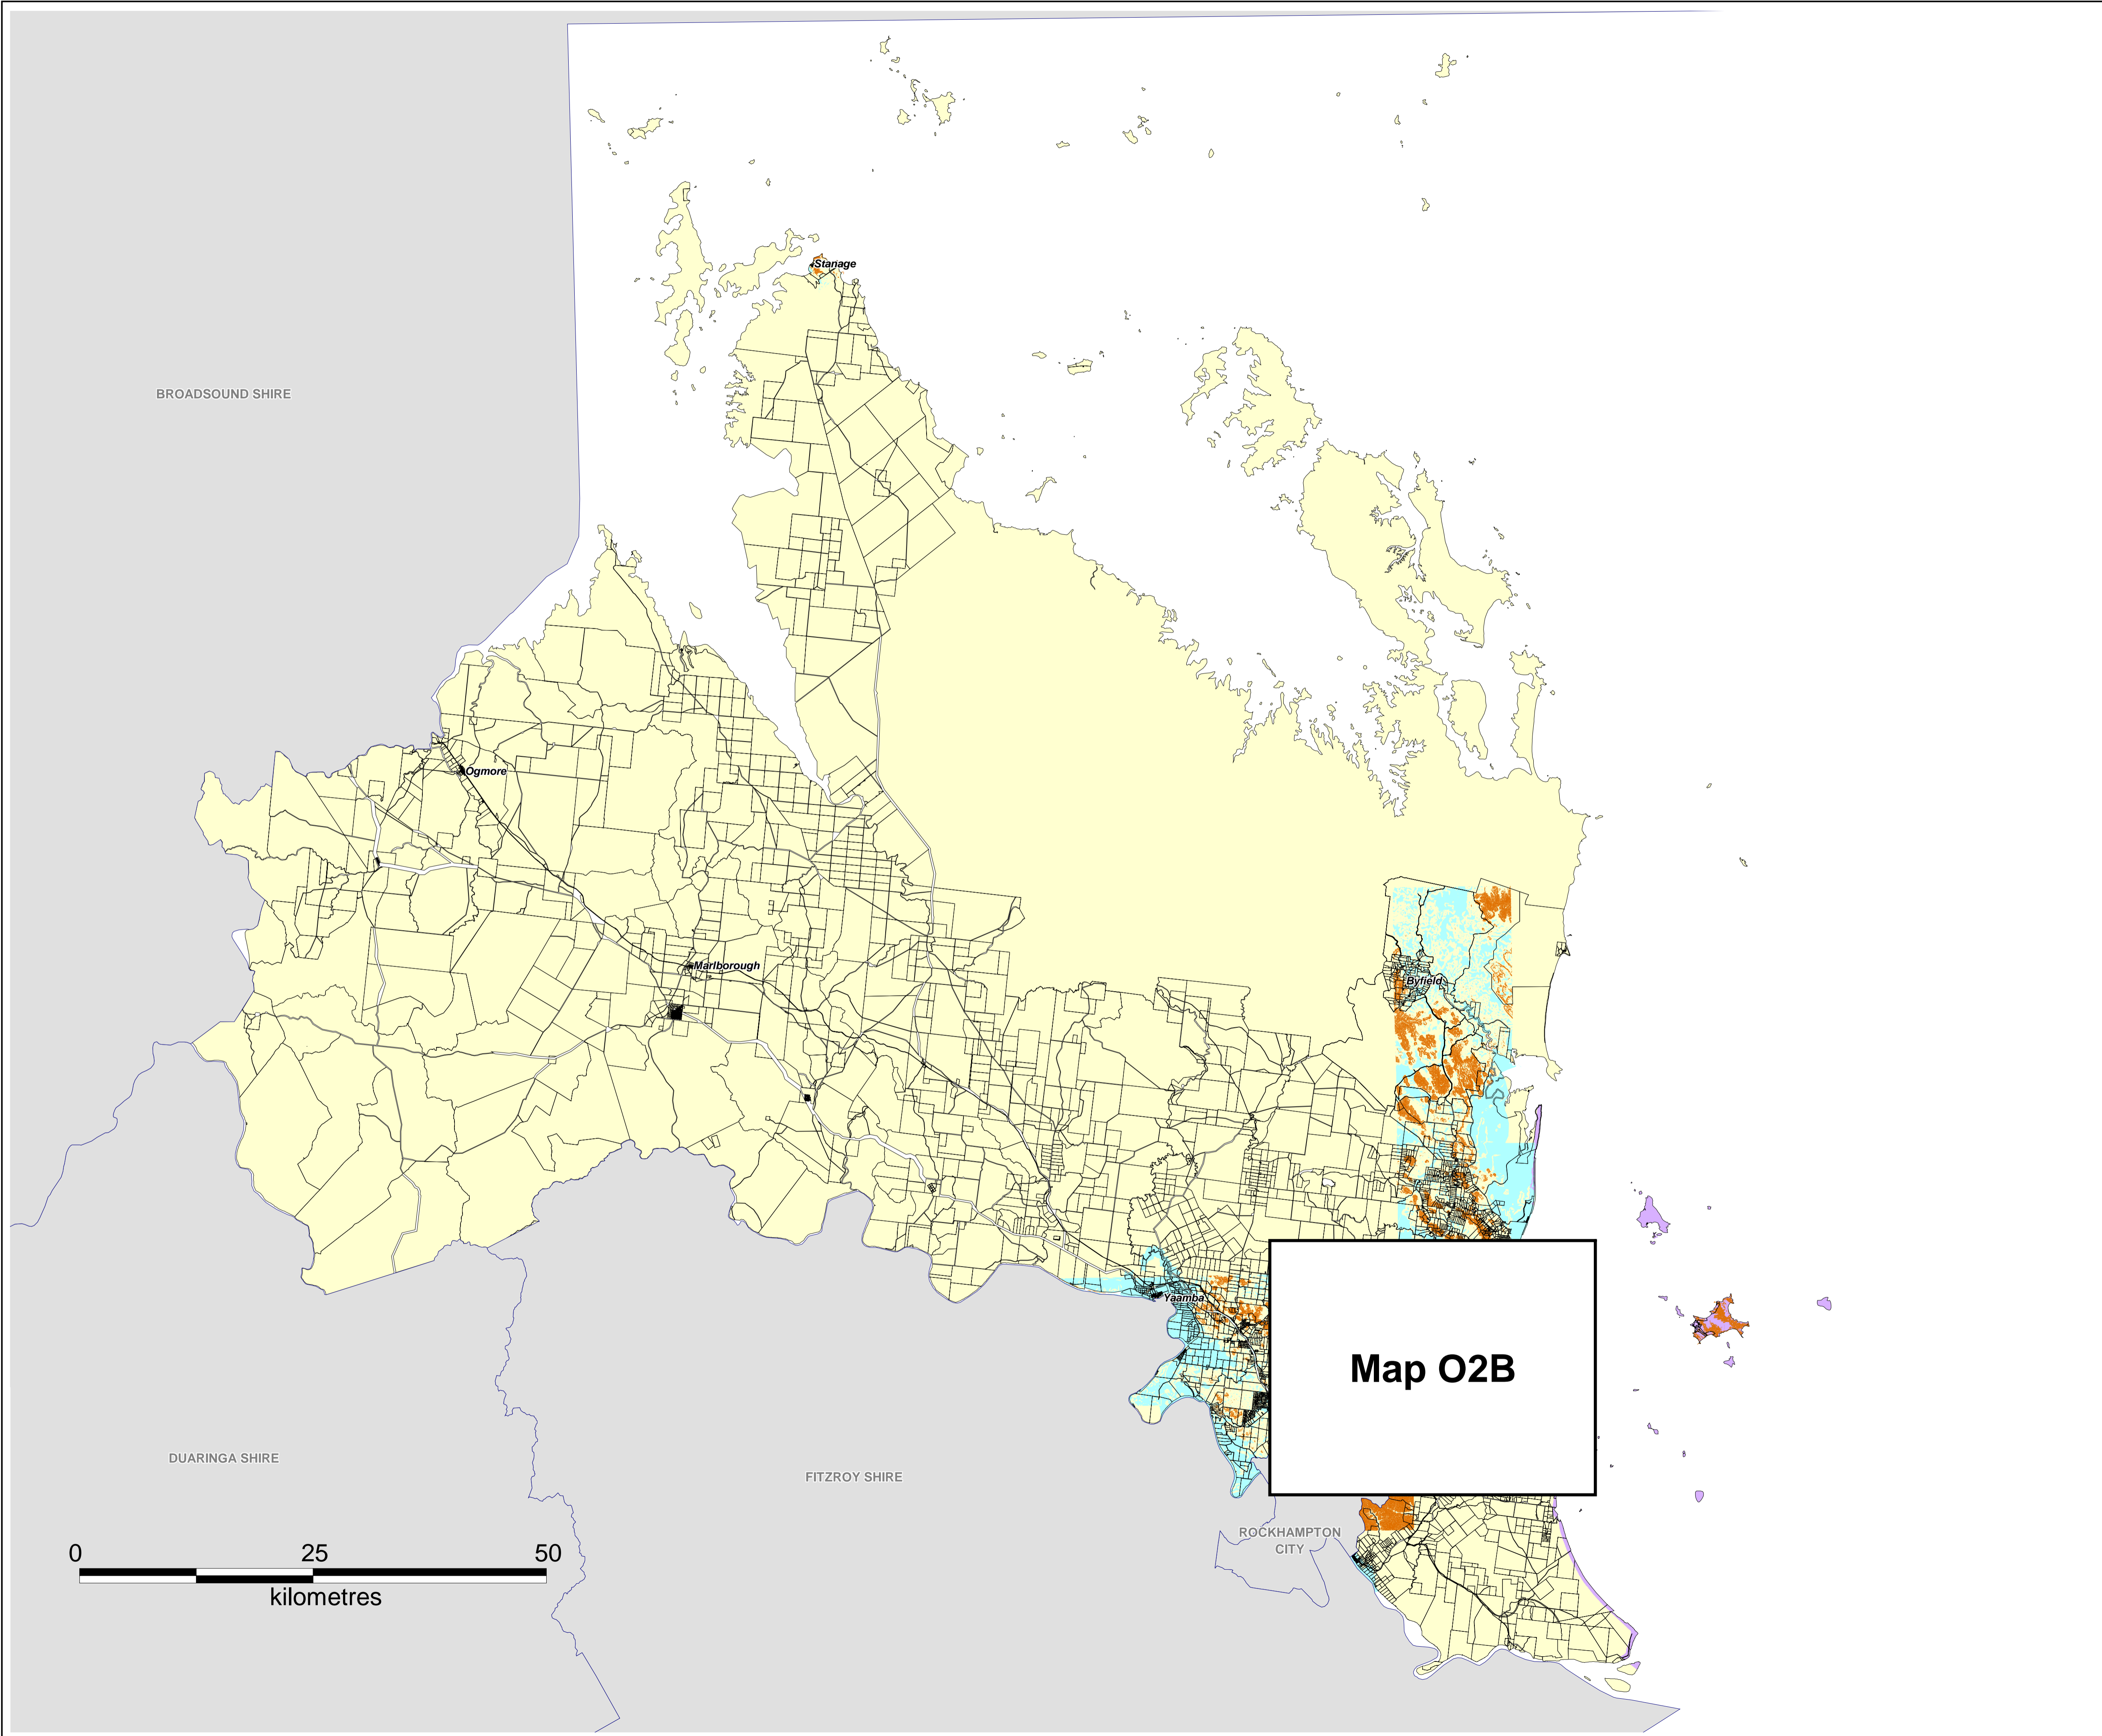 Stanage
BROADSOUND SHIRE
Ogmore
Marlborough
Byfield
Yaamba
Map O2B
DUARINGA SHIRE
FITZROY SHIRE
ROCKHAMPTON
CITY
0 25 50
kilometres